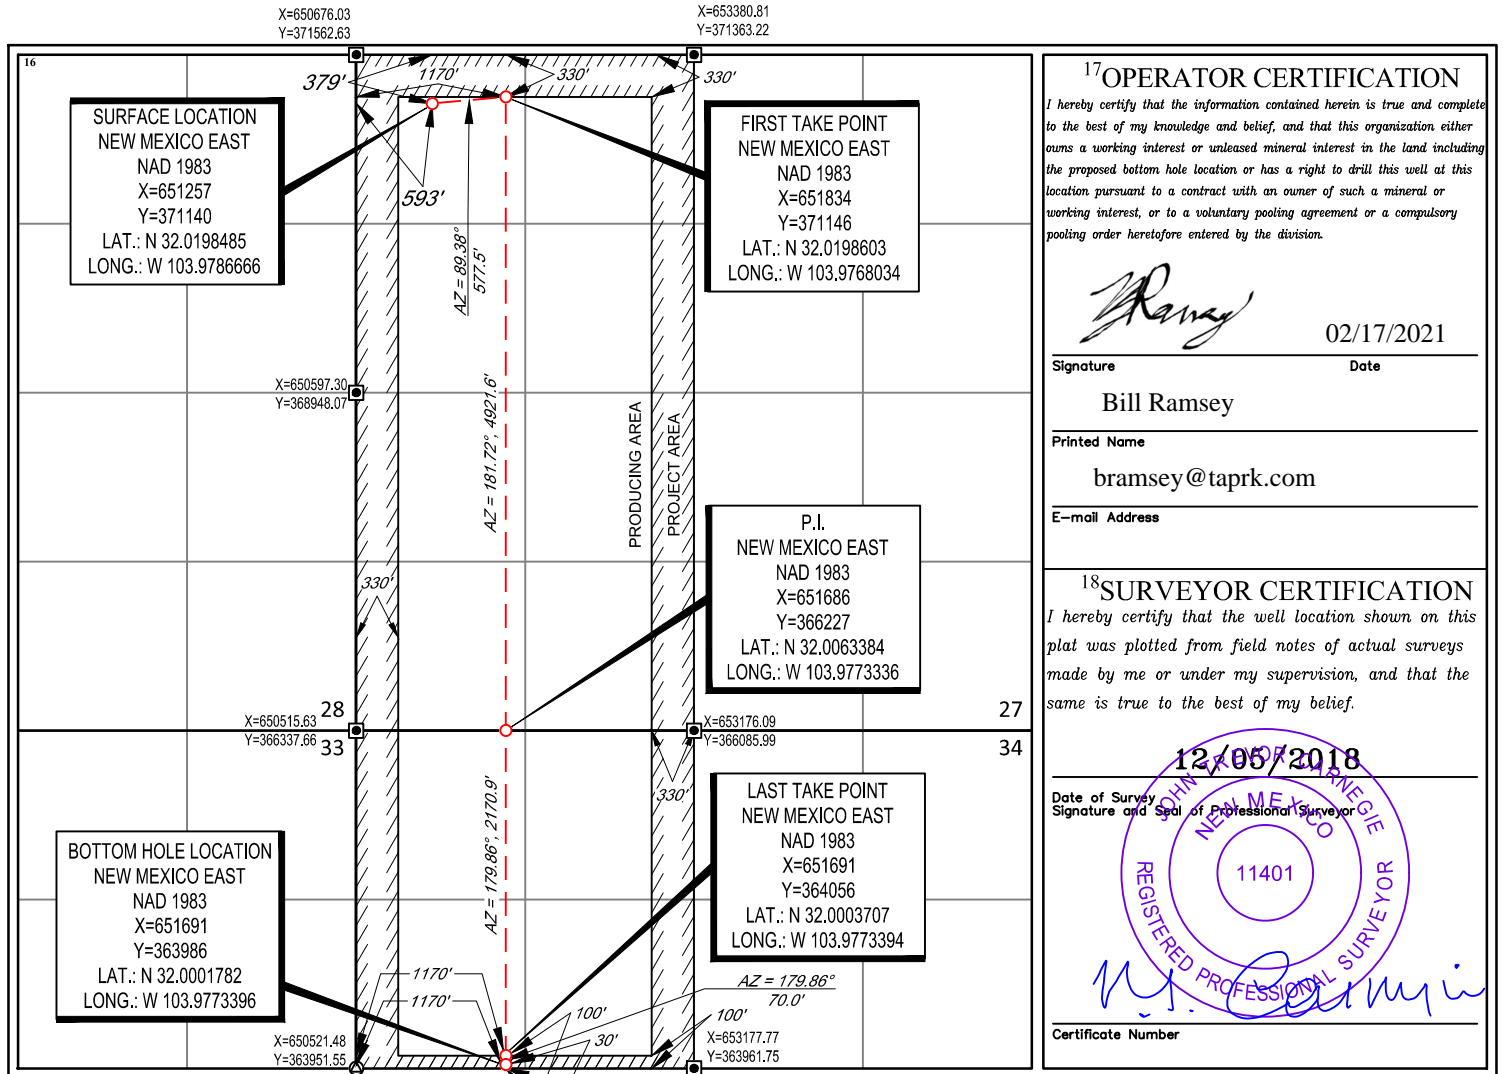 X=650676.03
Y=371562.63
X=653380.81
Y=371363.22
16
379'
1170'
330'
330'
593'
SURFACE LOCATION
NEW MEXICO EAST
NAD 1983
X=651257
Y=371140
LAT.: N 32.0198485
LONG.: W 103.9786666
FIRST TAKE POINT
NEW MEXICO EAST
NAD 1983
X=651834
Y=371146
LAT.: N 32.0198603
LONG.: W 103.9768034
AZ = 89.38°
577.5'
X=650597.30
Y=368948.07
AZ = 181.72°, 4921.6'
PRODUCING AREA
PROJECT AREA
P.I.
NEW MEXICO EAST
NAD 1983
X=651686
Y=366227
LAT.: N 32.0063384
LONG.: W 103.9773336
330'
X=650515.63
Y=366337.66
28
33
X=653176.09
Y=366085.99
27
34
330'
AZ = 179.86°, 2170.9'
LAST TAKE POINT
NEW MEXICO EAST
NAD 1983
X=651691
Y=364056
LAT.: N 32.0003707
LONG.: W 103.9773394
BOTTOM HOLE LOCATION
NEW MEXICO EAST
NAD 1983
X=651691
Y=363986
LAT.: N 32.0001782
LONG.: W 103.9773396
1170'
1170'
AZ = 179.86°
70.0'
100'
30'
100'
X=650521.48
Y=363951.55
X=653177.77
Y=363961.75
17 OPERATOR CERTIFICATION
I hereby certify that the information contained herein is true and complete
to the best of my knowledge and belief, and that this organization either
owns a working interest or unleased mineral interest in the land including
the proposed bottom hole location or has a right to drill this well at this
location pursuant to a contract with an owner of such a mineral or
working interest, or to a voluntary pooling agreement or a compulsory
pooling order heretofore entered by the division.
02/17/2021
Signature Date
Bill Ramsey
Printed Name
bramsey@taprk.com
E-mail Address
18 SURVEYOR CERTIFICATION
I hereby certify that the well location shown on this
plat was plotted from field notes of actual surveys
made by me or under my supervision, and that the
same is true to the best of my belief.
12/05/2018
Date of Survey
Signature and Seal of Professional Surveyor
JOHN TREVOR CARNEGIE
NEW MEXICO
11401
REGISTERED PROFESSIONAL SURVEYOR
Certificate Number